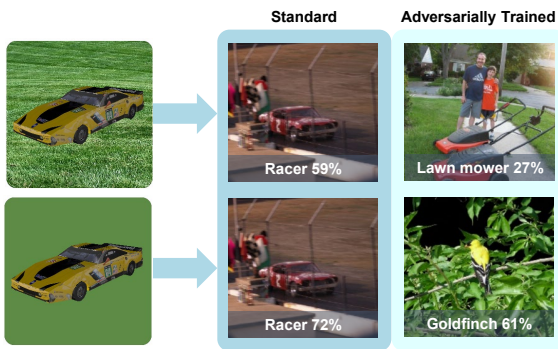 Standard
Adversarially Trained
Racer 59%
Lawn mower 27%
Racer 72%
Goldfinch 61%